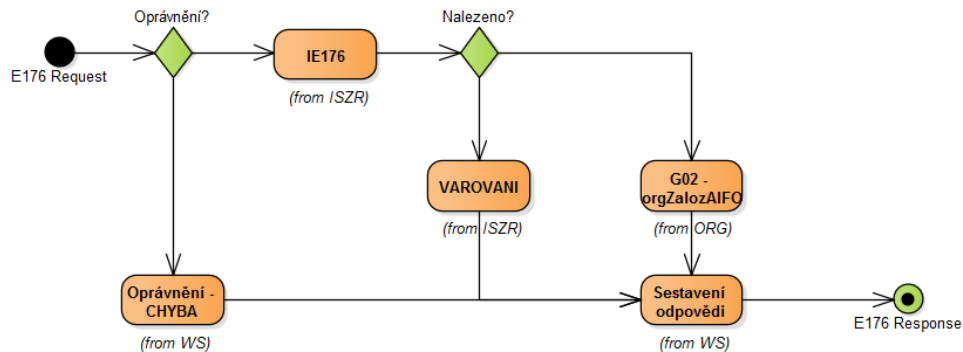 Oprávnění?
Nalezeno?
E176 Request
IE176
(from ISZR)
VAROVANI
(from ISZR)
G02 -
orgZalozAIFO
(from ORG)
Oprávnění -
CHYBA
(from WS)
Sestavení
odpovědi
(from WS)
E176 Response